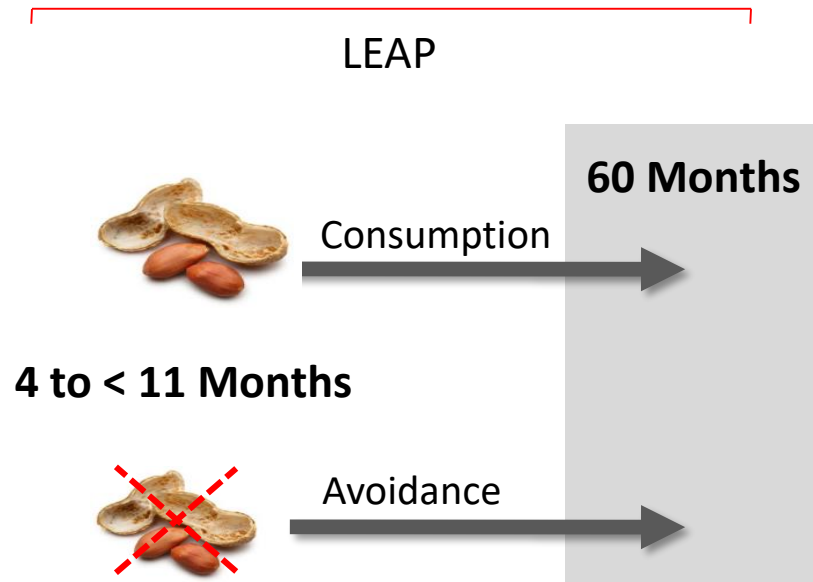 LEAP
60 Months
Consumption
4 to < 11 Months
Avoidance